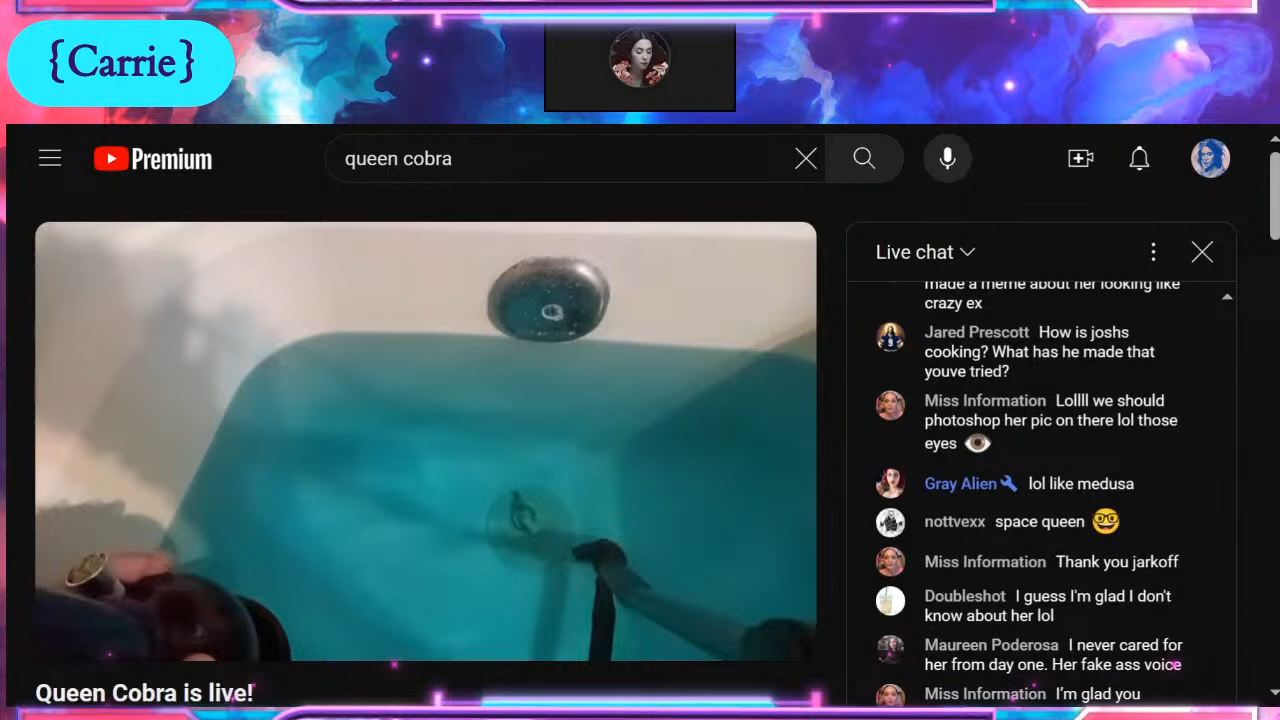 {Carrie}
Premium
queen cobra
Live chat
made a meme about her looking like
crazy ex
Jared Prescott How is joshs
cooking? What has he made that
youve tried?
Miss Information Lollll we should
photoshop her pic on there lol those
eyes
Gray Alien lol like medusa
nottvexx space queen
Miss Information Thank you jarkoff
Doubleshot I guess I'm glad I don't
know about her lol
Maureen Poderosa I never cared for
her from day one. Her fake ass voice
Miss Information I'm glad you
Queen Cobra is live!